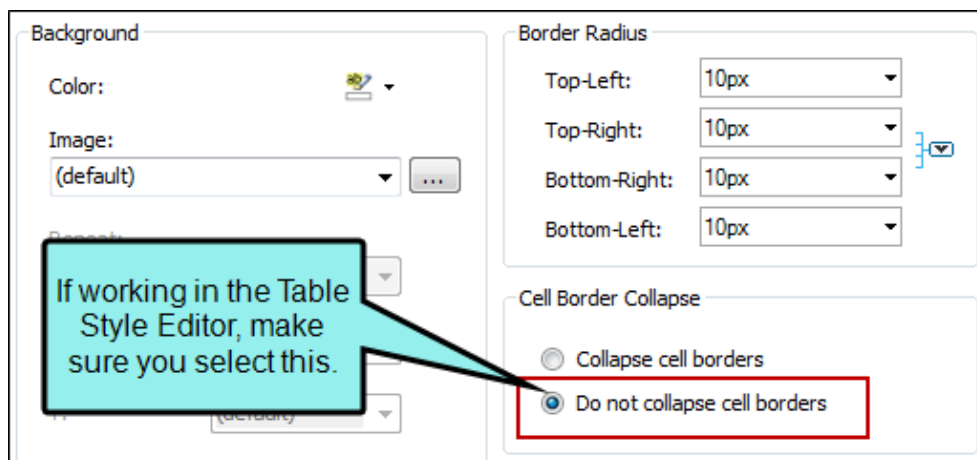 Background
Color:
Image:
(default)
...
Repeat:
If working in the Table
Style Editor, make
sure you select this.
(default)
Border Radius
Top-Left: 10px
Top-Right: 10px
Bottom-Right: 10px
Bottom-Left: 10px
Cell Border Collapse
Collapse cell borders
Do not collapse cell borders